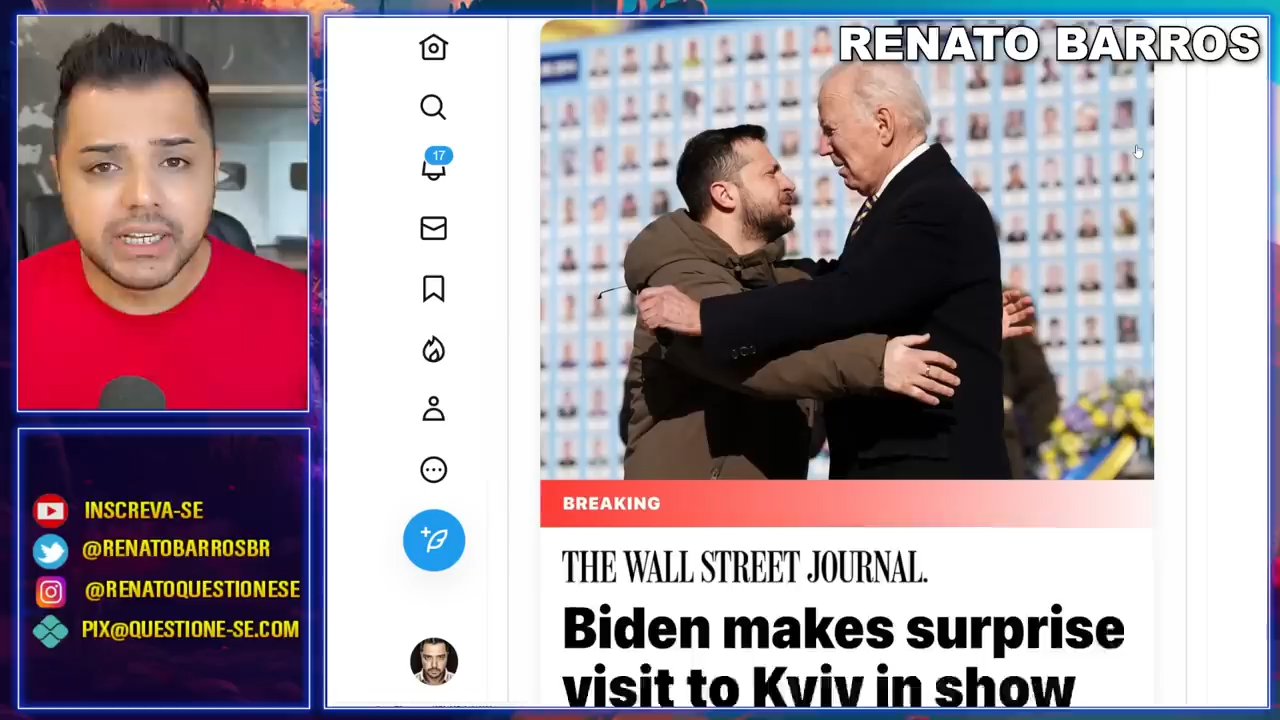 RENATO BARROS
17
BREAKING
THE WALL STREET JOURNAL.
Biden makes surprise
visit to Kyiv in show
INSCREVA-SE
@RENATOBARROSBR
@RENATOQUESTIONESE
PIX@QUESTIONE-SE.COM